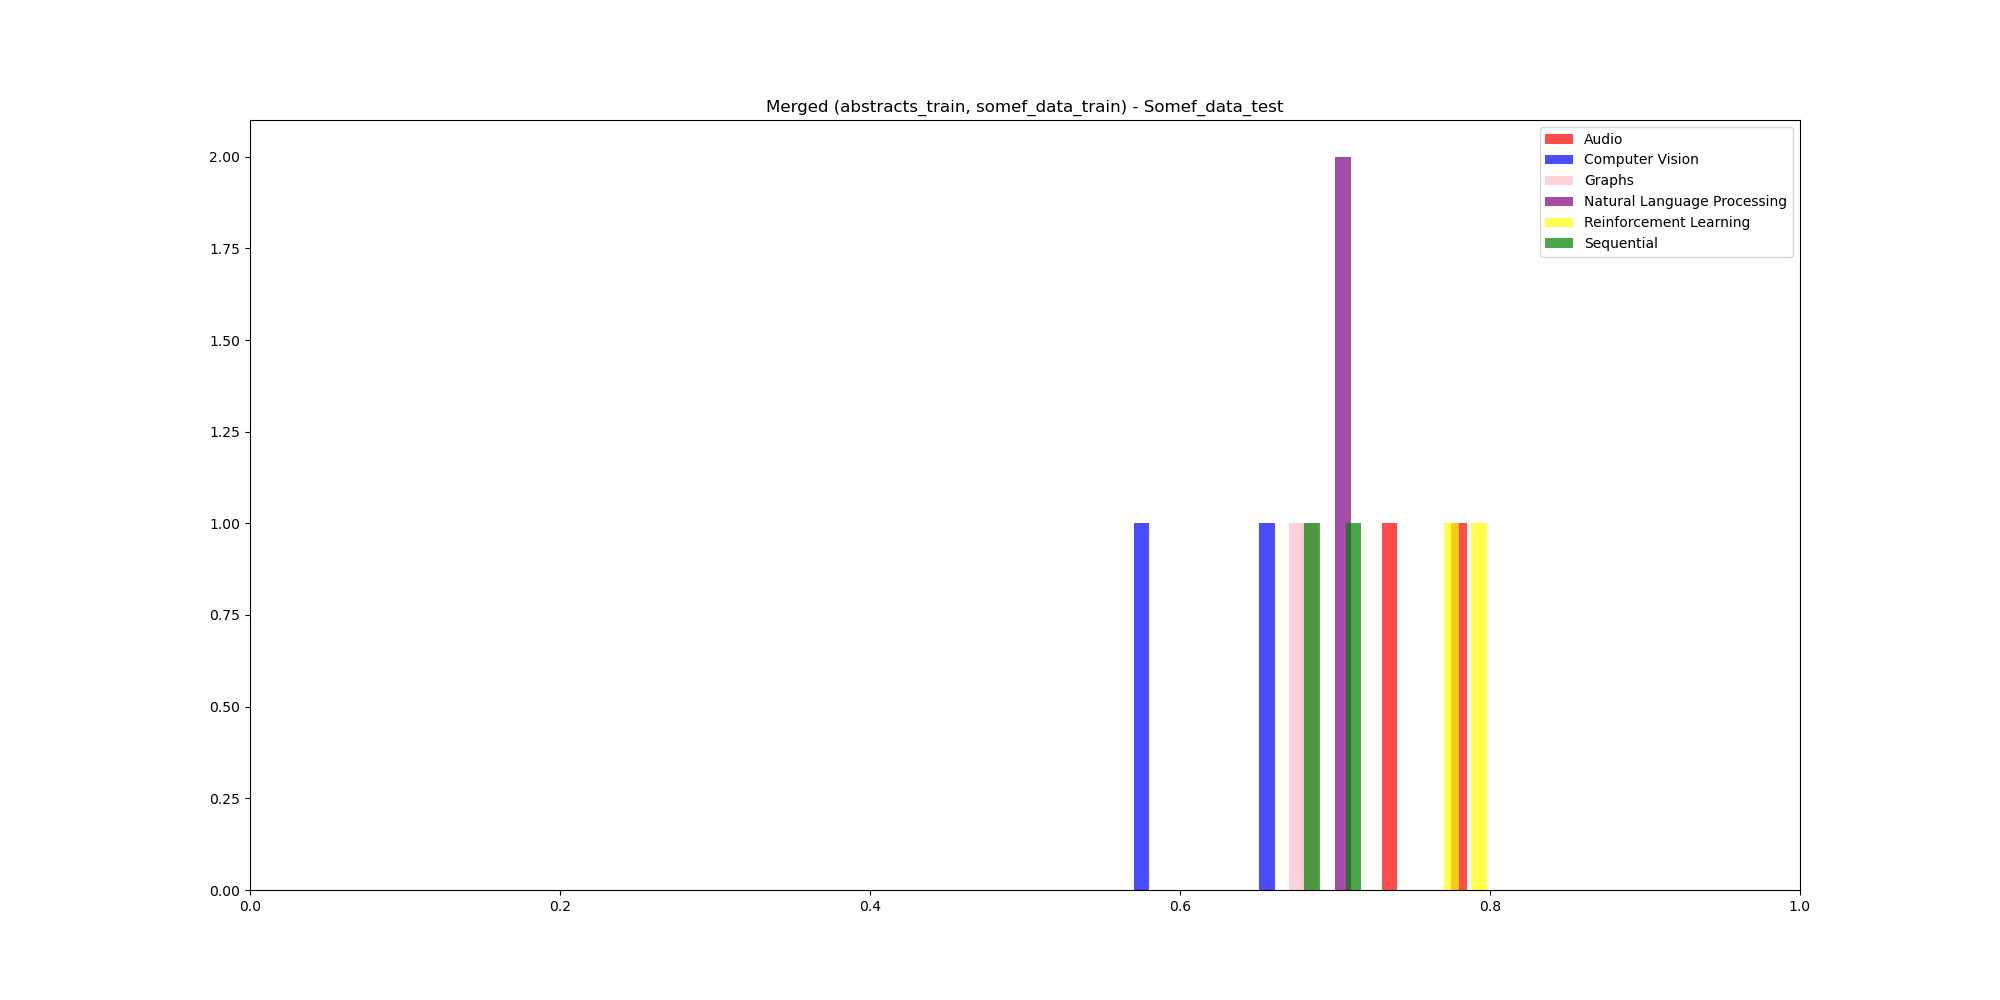 Merged (abstracts_train, somef_data_train) - Somef_data_test
Audio
Computer Vision
Graphs
Natural Language Processing
Reinforcement Learning
Sequential
2.00
1.75
1.50
1.25
1.00
0.75
0.50
0.25
0.00
0.0 0.2 0.4 0.6 0.8 1.0